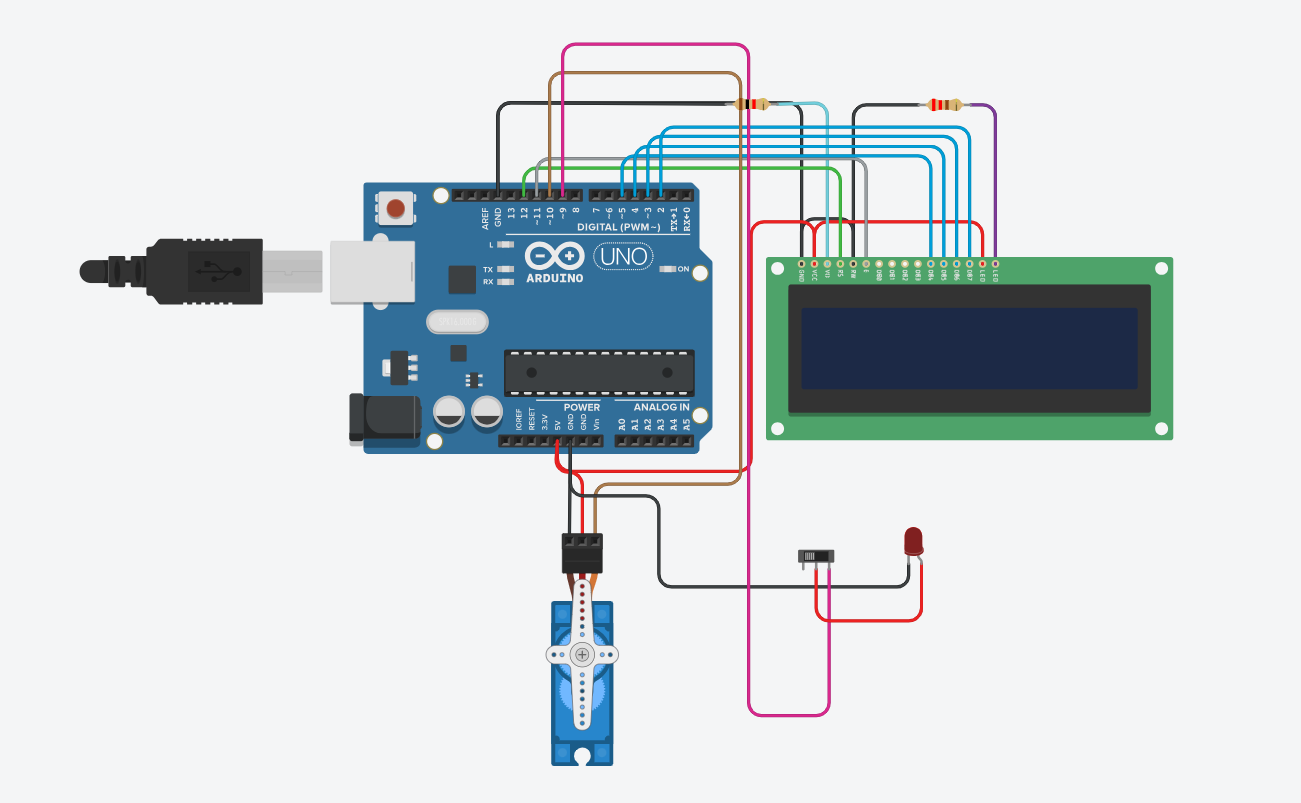 AREF
GND
13
12
~11
~10
~9
8
7
~6
~5
4
~3
2
TX→1
RX←0
DIGITAL (PWM~)
L
TX
RX
ARDUINO
UNO
ON
IOREF
RESET
3.3V
5V
GND
GND
Vin
POWER
ANALOG IN
A0
A1
A2
A3
A4
A5
GND
VCC
V0
RS
RW
E
DB0
DB1
DB2
DB3
DB4
DB5
DB6
DB7
LED
LED